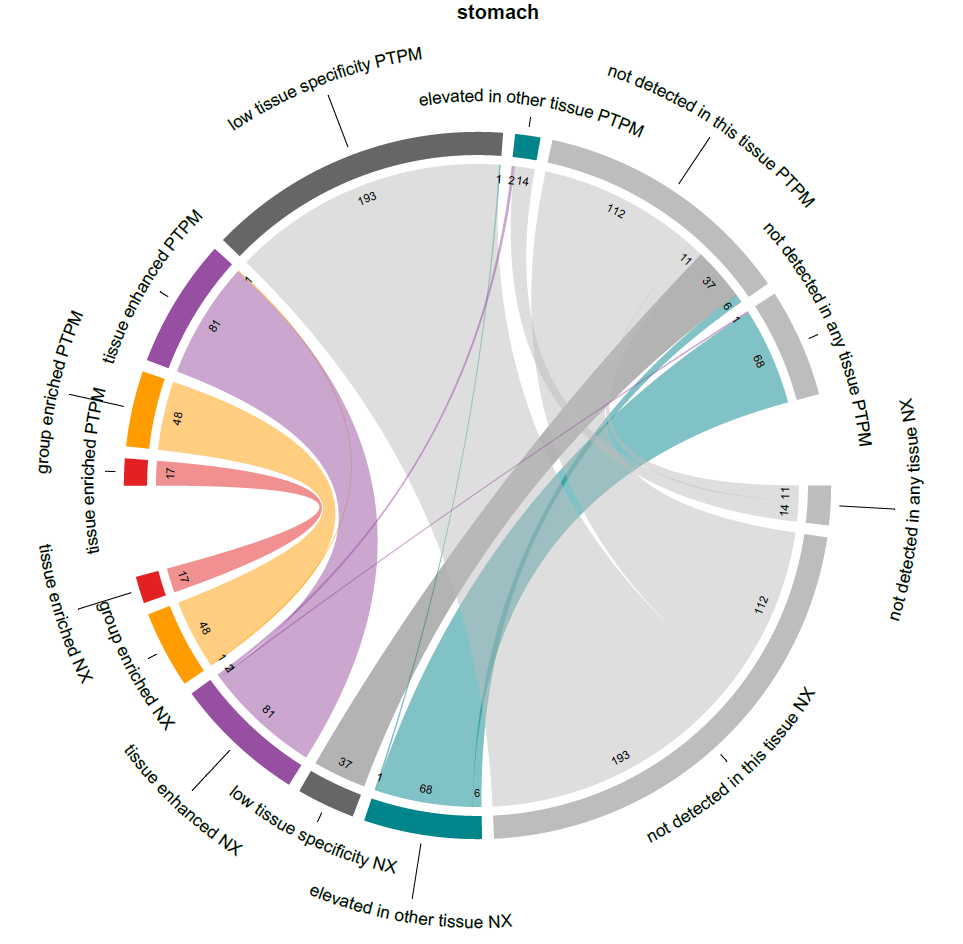 stomach
low tissue specificity PTPM
elevated in other tissue PTPM
not detected in this tissue PTPM
not detected in any tissue PTPM
tissue enhanced PTPM
group enriched PTPM
tissue enriched PTPM
193
1
2
14
112
11
37
6
1
68
1
81
48
17
not detected in any tissue NX
11
14
112
193
not detected in this tissue NX
17
48
1
81
37
1
68
6
tissue enriched NX
group enriched NX
tissue enhanced NX
low tissue specificity NX
elevated in other tissue NX